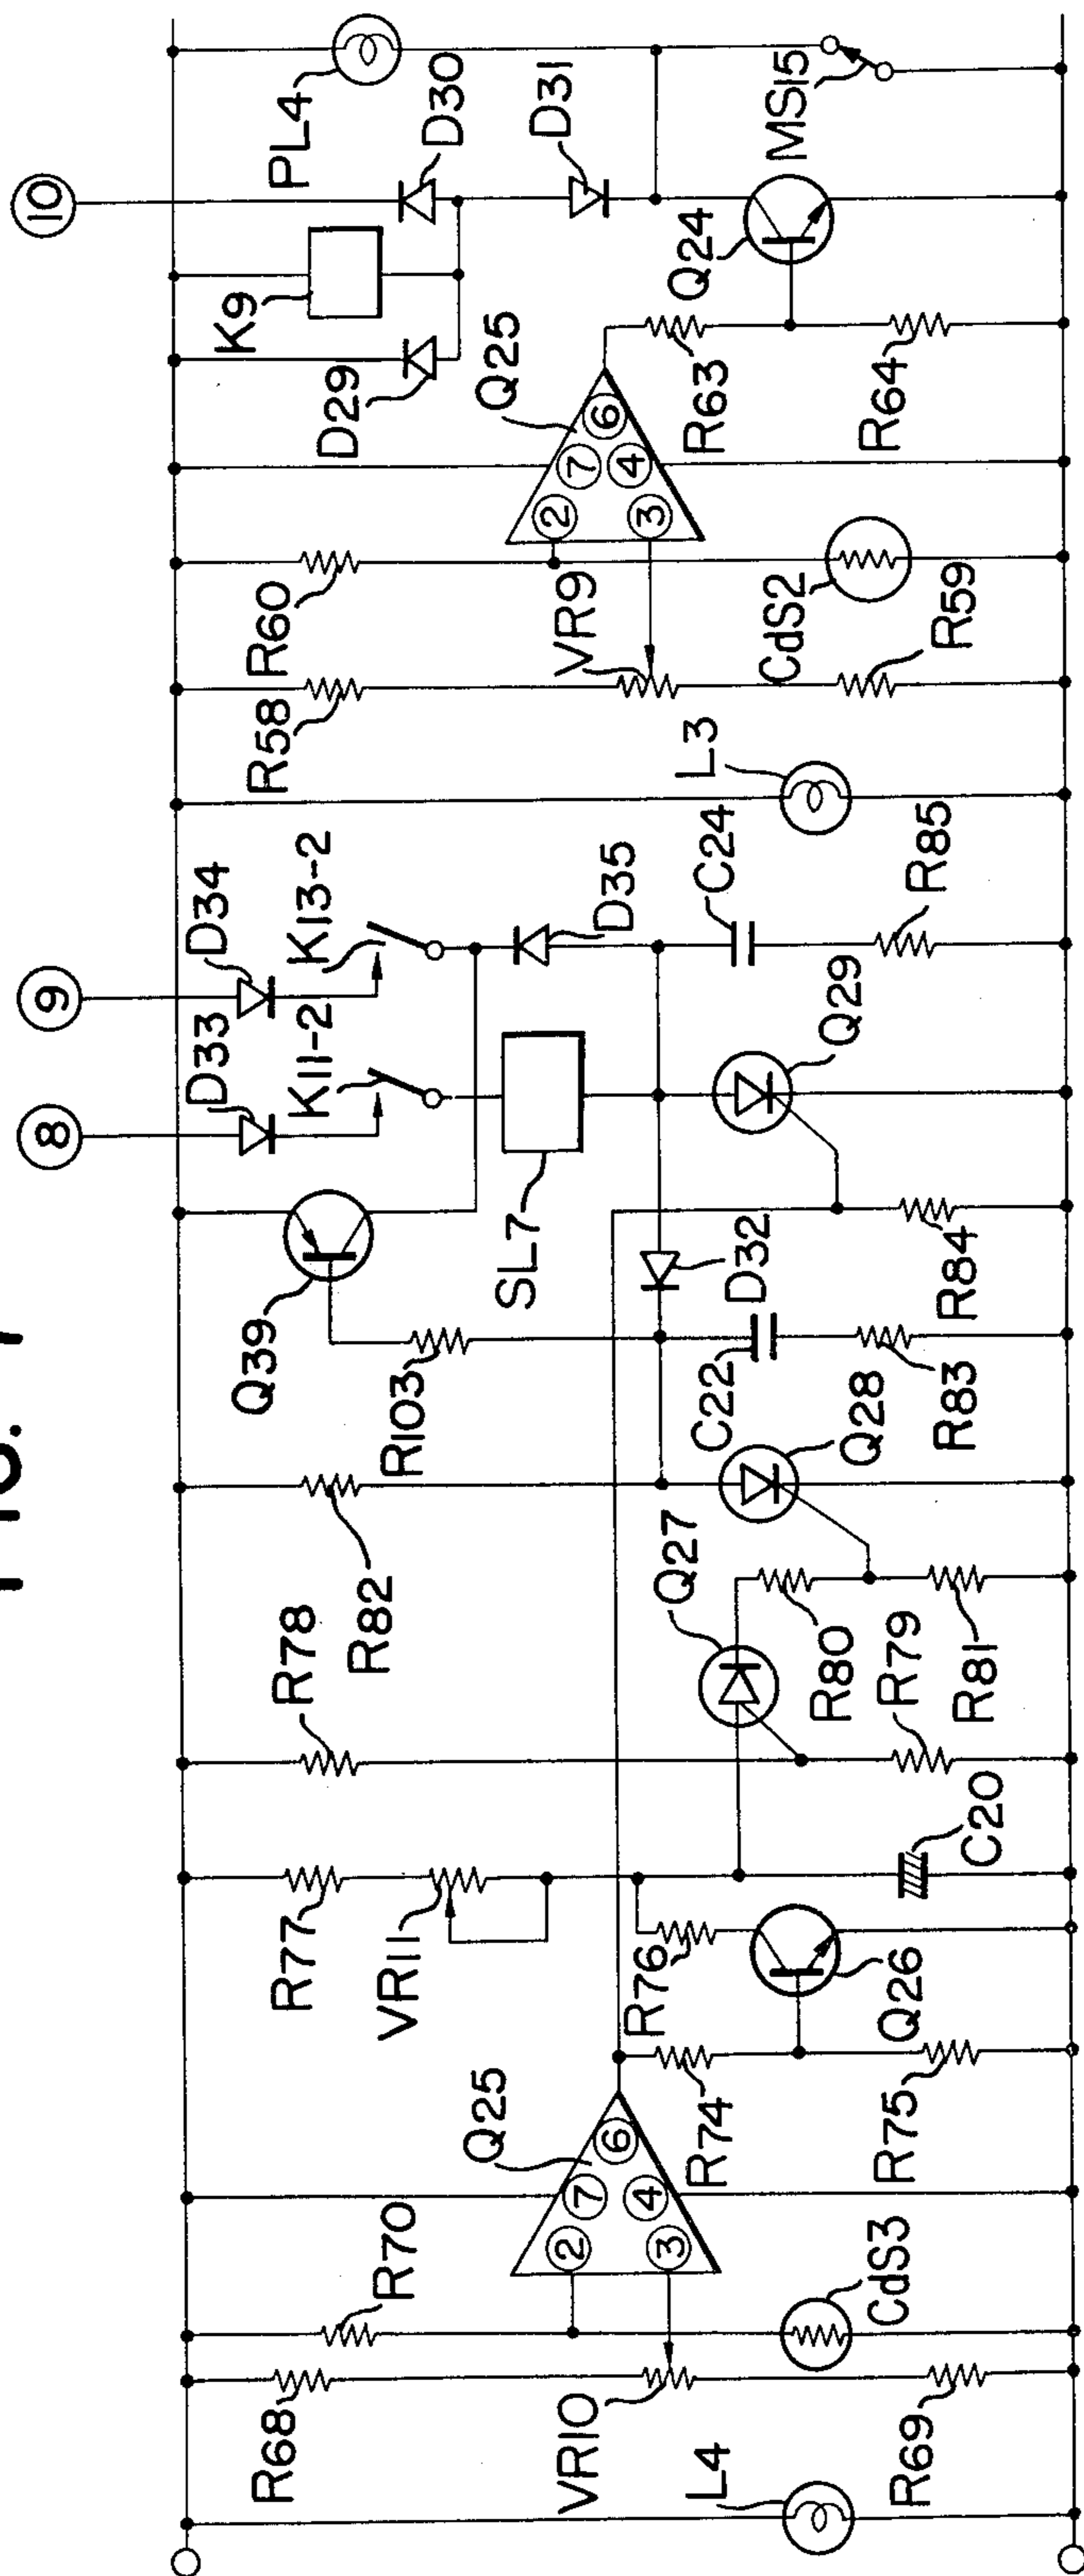 FIG. 7
10
PL4
D30
K9
D29
D31
Q25
2
7
6
4
3
R63
Q24
MS15
R64
R60
R58
VR9
CdS2
R59
L3
9
8
D34
D33
K13-2
K11-2
D35
C24
R85
Q39
SL7
Q29
R103
D32
R84
C22
R83
R82
Q28
Q27
R78
R80
R79
R81
R77
VR11
C20
R76
Q26
R74
R75
Q25
2
7
6
4
3
R70
CdS3
R68
VR10
R69
L4